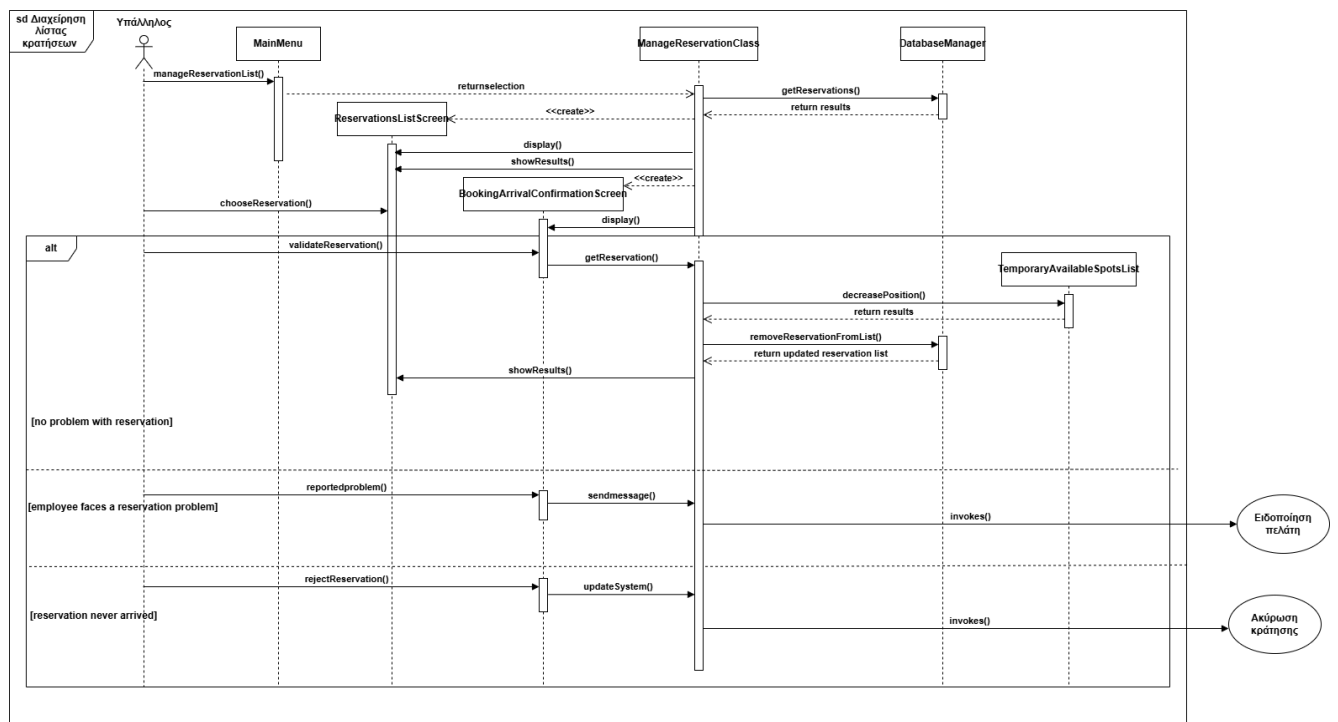 sd Διαχείρηση
λίστας
κρατήσεων
Υπάλληλος
MainMenu
ManageReservationClass
DatabaseManager
manageReservationList()
returnselection
getReservations()
return results
<<create>>
ReservationsListScreen
display()
showResults()
<<create>>
BookingArrivalConfirmationScreen
chooseReservation()
display()
alt
validateReservation()
getReservation()
TemporaryAvailableSpotsList
decreasePosition()
return results
removeReservationFromList()
return updated reservation list
showResults()
[no problem with reservation]
reportedproblem()
sendmessage()
[employee faces a reservation problem]
invokes()
Ειδοποίηση
πελάτη
rejectReservation()
updateSystem()
[reservation never arrived]
invokes()
Ακύρωση
κράτησης